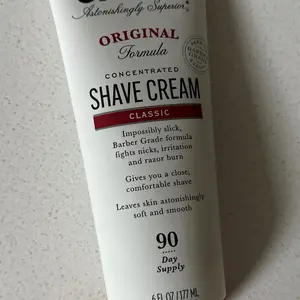 Astonishingly Superior
ORIGINAL
Formula
CONCENTRATED
SHAVE CREAM
CLASSIC
Impossibly slick,
Barber Grade formula
fights nicks, irritation
and razor burn
Gives you a close,
comfortable shave
Leaves skin astonishingly
soft and smooth
90
Day
Supply
6 FL OZ / 177 ML